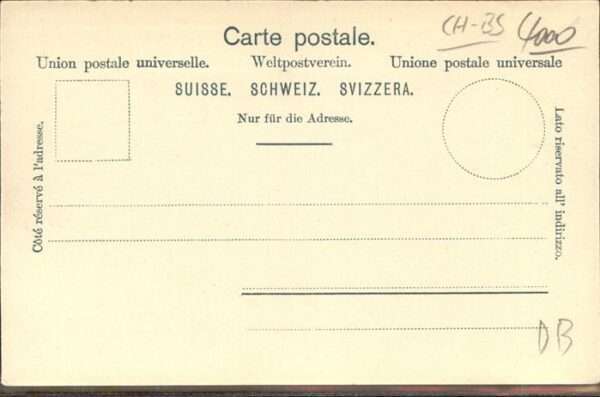 CH-BS 4000
Carte postale.
Union postale universelle. Weltpostverein. Unione postale universale
SUISSE. SCHWEIZ. SVIZZERA.
Nur für die Adresse.
Côté réservé à l'adresse.
Lato riservato all' indirizzo.
DB